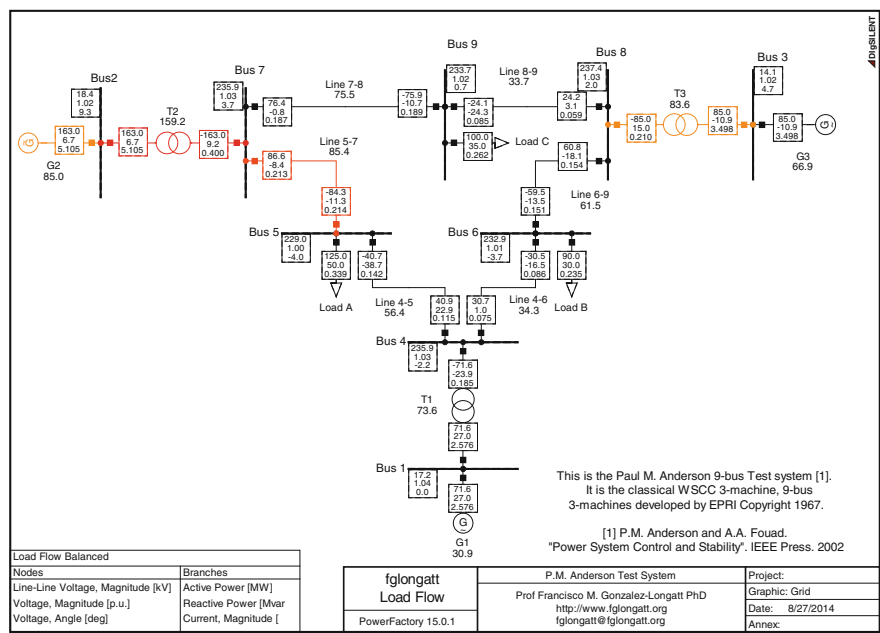 DIgSILENT
Bus2
18.4
1.02
9.3
G
~
G2
85.0
163.0
6.7
5.105
163.0
6.7
5.105
T2
159.2
-163.0
9.2
0.400
Bus 7
235.9
1.03
3.7
76.4
-0.8
0.187
Line 7-8
75.5
-75.9
-10.7
0.189
Bus 9
233.7
1.02
0.7
-24.1
-24.3
0.085
Line 8-9
33.7
24.2
3.1
0.059
Bus 8
237.4
1.03
2.0
100.0
35.0
0.262
Load C
-85.0
15.0
0.210
T3
83.6
85.0
-10.9
3.498
Bus 3
14.1
1.02
4.7
85.0
-10.9
3.498
G~
G3
66.9
86.6
-8.4
0.213
Line 5-7
85.4
-84.3
-11.3
0.214
60.8
-18.1
0.154
Line 6-9
61.5
-59.5
-13.5
0.151
Bus 5
229.0
1.00
-4.0
125.0
50.0
0.339
Load A
-40.7
-38.7
0.142
Line 4-5
56.4
40.9
22.9
0.115
Bus 6
232.9
1.01
-3.7
-30.5
-16.5
0.086
90.0
30.0
0.235
Load B
Line 4-6
34.3
30.7
1.0
0.075
Bus 4
235.9
1.03
-2.2
-71.6
-23.9
0.185
T1
73.6
71.6
27.0
2.576
Bus 1
17.2
1.04
0.0
71.6
27.0
2.576
G
~
G1
30.9
This is the Paul M. Anderson 9-bus Test system [1].
It is the classical WSCC 3-machine, 9-bus
3-machines developed by EPRI Copyright 1967.
[1] P.M. Anderson and A.A. Fouad.
"Power System Control and Stability". IEEE Press. 2002
Load Flow Balanced
Nodes
Branches
Line-Line Voltage, Magnitude [kV]
Active Power [MW]
Voltage, Magnitude [p.u.]
Reactive Power [Mvar
Voltage, Angle [deg]
Current, Magnitude [
fglongatt
Load Flow
PowerFactory 15.0.1
P.M. Anderson Test System
Prof Francisco M. Gonzalez-Longatt PhD
http://www.fglongatt.org
fglongatt@fglongatt.org
Project:
Graphic: Grid
Date: 8/27/2014
Annex: